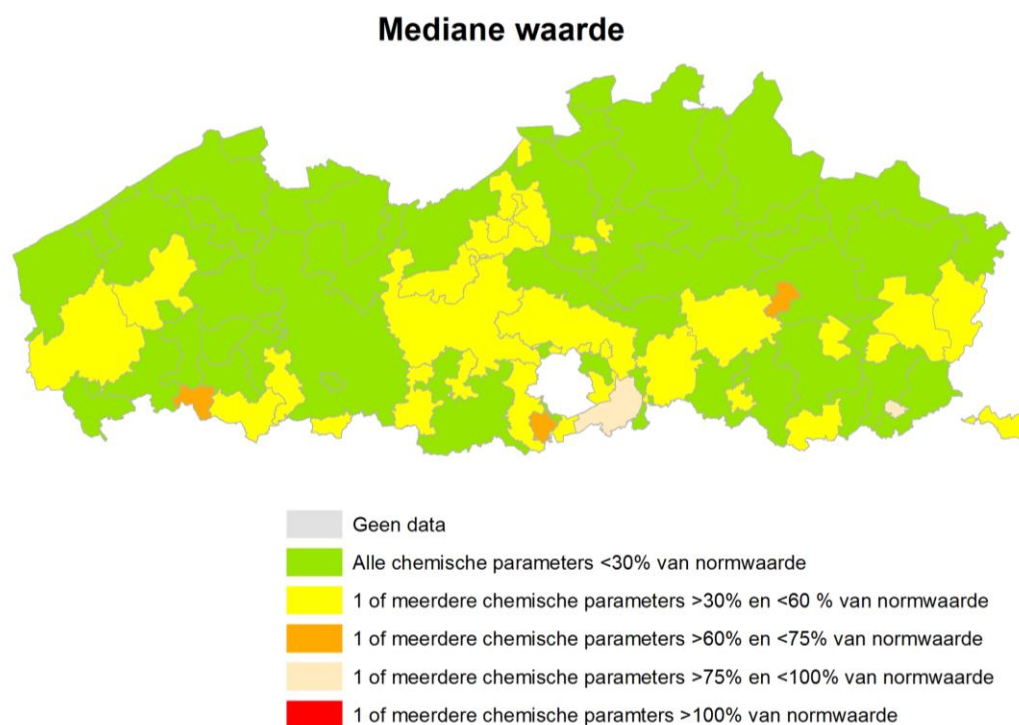 Mediane waarde
Geen data
Alle chemische parameters <30% van normwaarde
1 of meerdere chemische parameters >30% en <60 % van normwaarde
1 of meerdere chemische parameters >60% en <75% van normwaarde
1 of meerdere chemische parameters >75% en <100% van normwaarde
1 of meerdere chemische paramters >100% van normwaarde